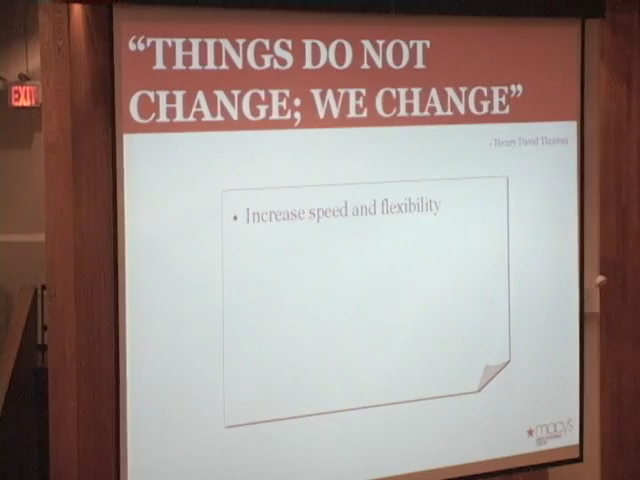 EXIT
“THINGS DO NOT
CHANGE; WE CHANGE”
- Henry David Thoreau
• Increase speed and flexibility
macy's